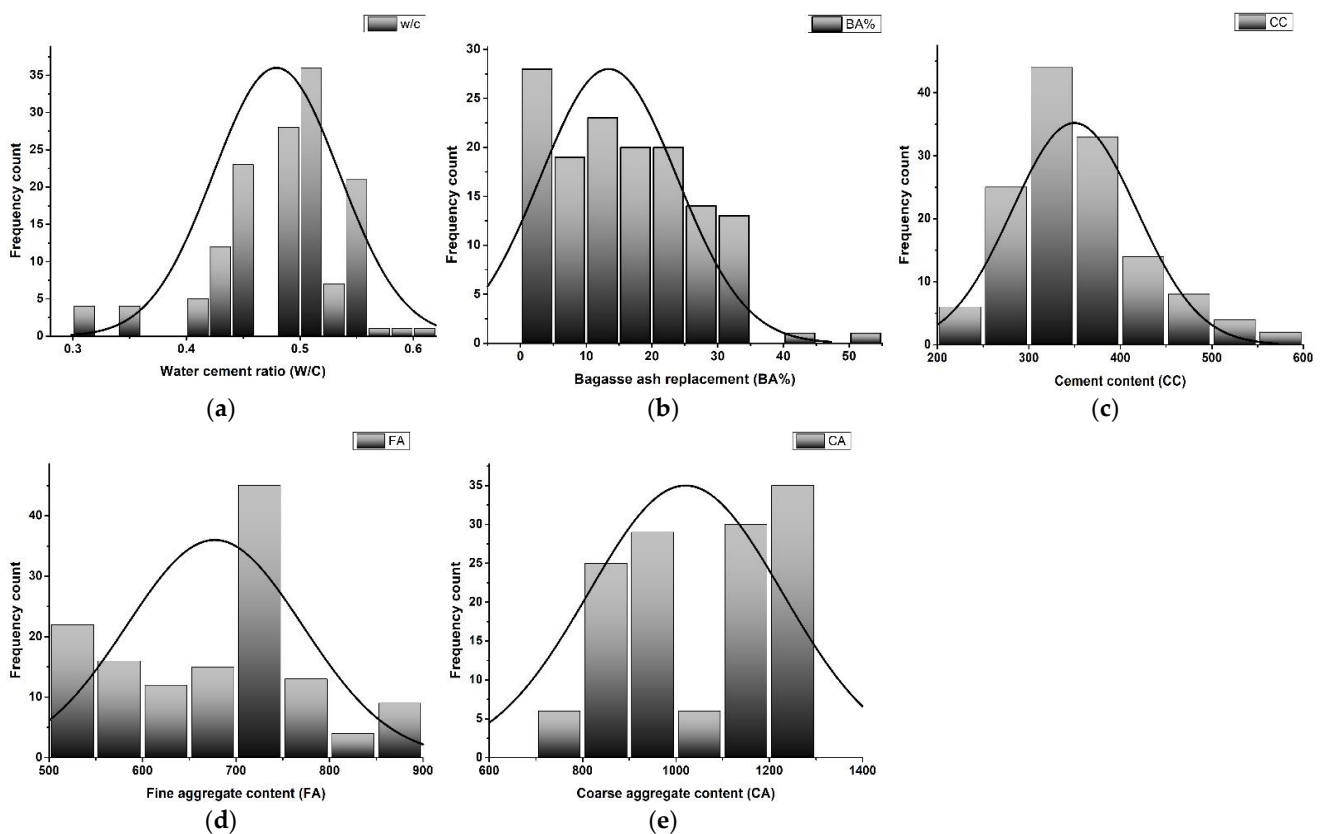 w/c
Frequency count
35
30
25
20
15
10
5
0
0.3 0.4 0.5 0.6
Water cement ratio (W/C)
(a)
BA%
Frequency count
30
25
20
15
10
5
0
0 10 20 30 40 50
Bagasse ash replacement (BA%)
(b)
CC
Frequency count
40
30
20
10
0
200 300 400 500 600
Cement content (CC)
(c)
FA
Frequency count
40
30
20
10
0
500 600 700 800 900
Fine aggregate content (FA)
(d)
CA
Frequency count
35
30
25
20
15
10
5
0
600 800 1000 1200 1400
Coarse aggregate content (CA)
(e)